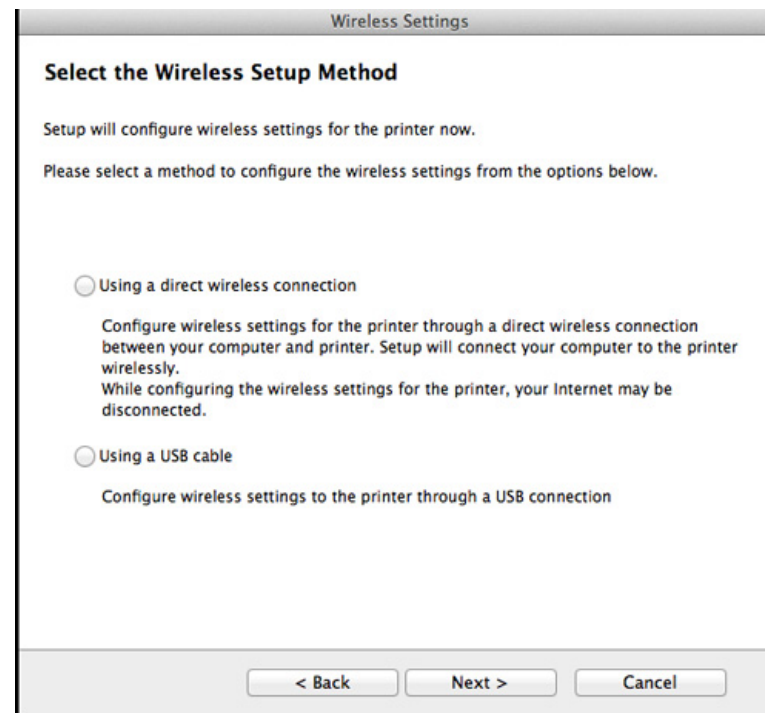 Wireless Settings
Select the Wireless Setup Method
Setup will configure wireless settings for the printer now.
Please select a method to configure the wireless settings from the options below.
Using a direct wireless connection
Configure wireless settings for the printer through a direct wireless connection
between your computer and printer. Setup will connect your computer to the printer
wirelessly.
While configuring the wireless settings for the printer, your Internet may be
disconnected.
Using a USB cable
Configure wireless settings to the printer through a USB connection
< Back Next > Cancel